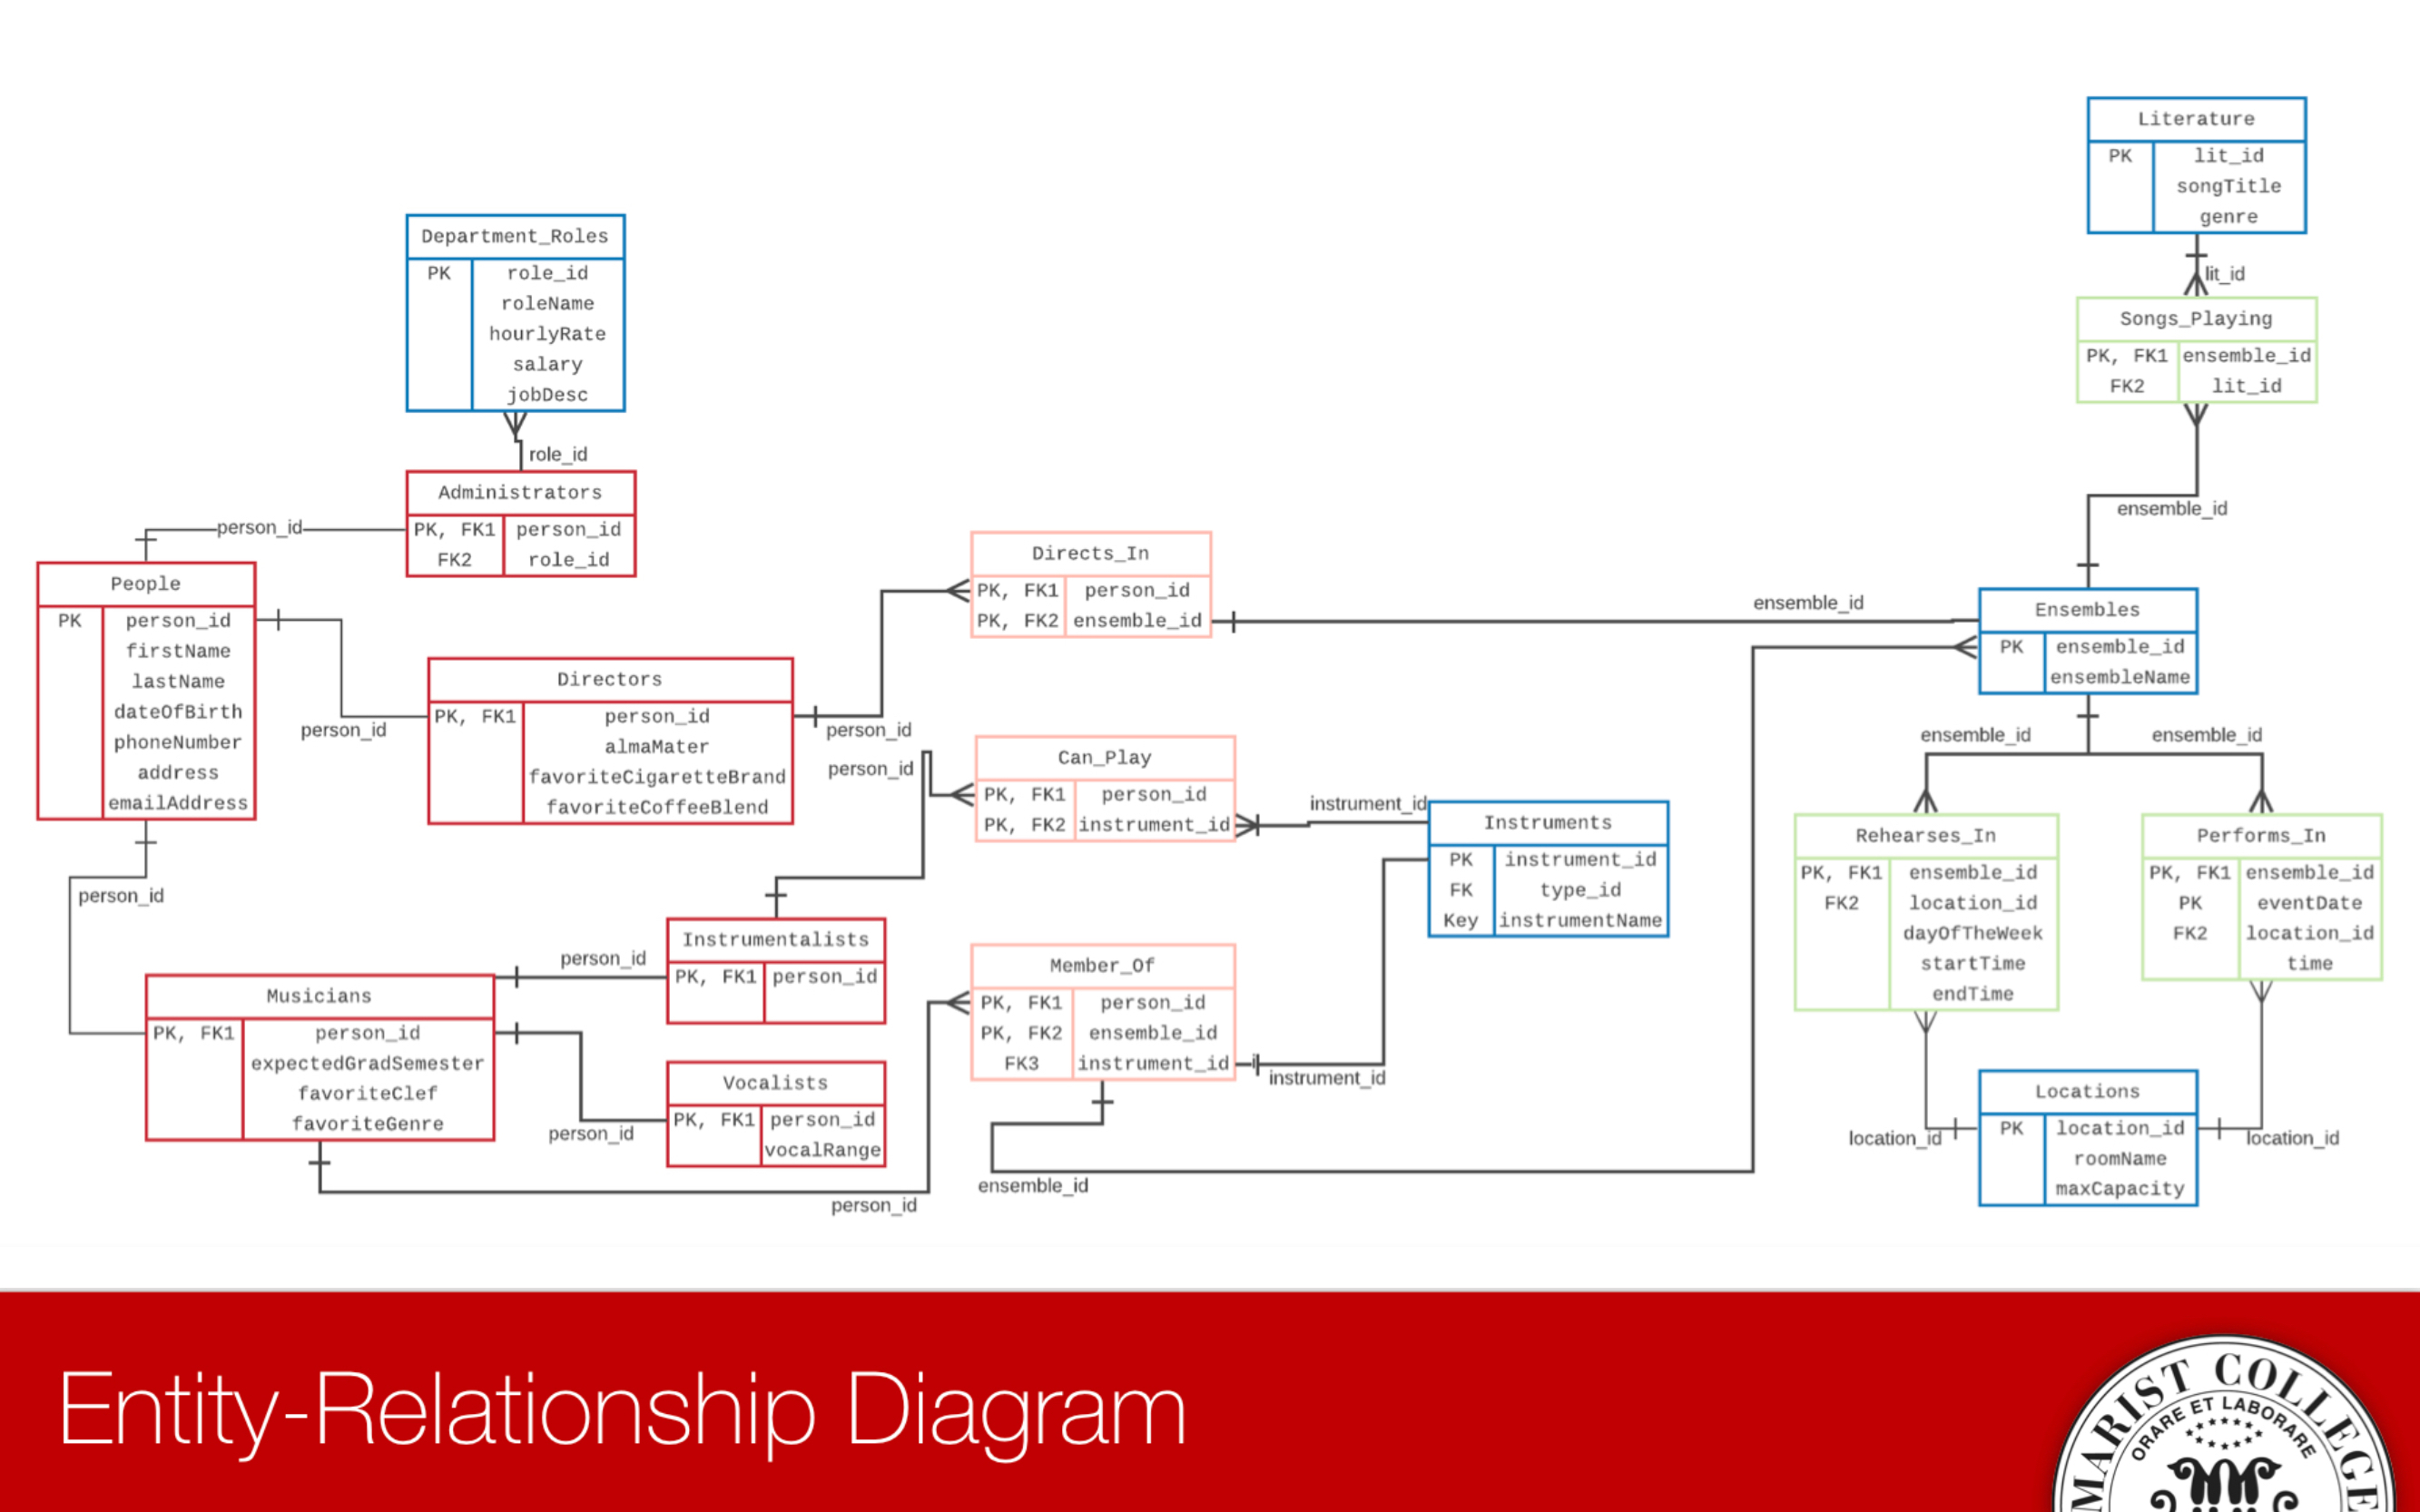 Literature
PK lit_id
songTitle
genre
lit_id
Songs_Playing
PK, FK1 ensemble_id
FK2 lit_id
ensemble_id
Department_Roles
PK role_id
roleName
hourlyRate
salary
jobDesc
role_id
Administrators
PK, FK1 person_id
FK2 role_id
person_id
People
PK person_id
firstName
lastName
dateOfBirth
phoneNumber
address
emailAddress
person_id
Directors
PK, FK1 person_id
almaMater
favoriteCigaretteBrand
favoriteCoffeeBlend
person_id
Directs_In
PK, FK1 person_id
PK, FK2 ensemble_id
ensemble_id
Ensembles
PK ensemble_id
ensembleName
person_id
Can_Play
PK, FK1 person_id
PK, FK2 instrument_id
instrument_id
Instruments
PK instrument_id
FK type_id
Key instrumentName
ensemble_id
ensemble_id
Rehearses_In
PK, FK1 ensemble_id
FK2 location_id
dayOfTheWeek
startTime
endTime
Performs_In
PK, FK1 ensemble_id
PK eventDate
FK2 location_id
time
person_id
Musicians
PK, FK1 person_id
expectedGradSemester
favoriteClef
favoriteGenre
person_id
Instrumentalists
PK, FK1 person_id
person_id
Vocalists
PK, FK1 person_id
vocalRange
Member_Of
PK, FK1 person_id
PK, FK2 ensemble_id
FK3 instrument_id
instrument_id
ensemble_id
person_id
Locations
PK location_id
roomName
maxCapacity
location_id
location_id
Entity-Relationship Diagram
MARIST COLLEGE
ORARE ET LABORARE